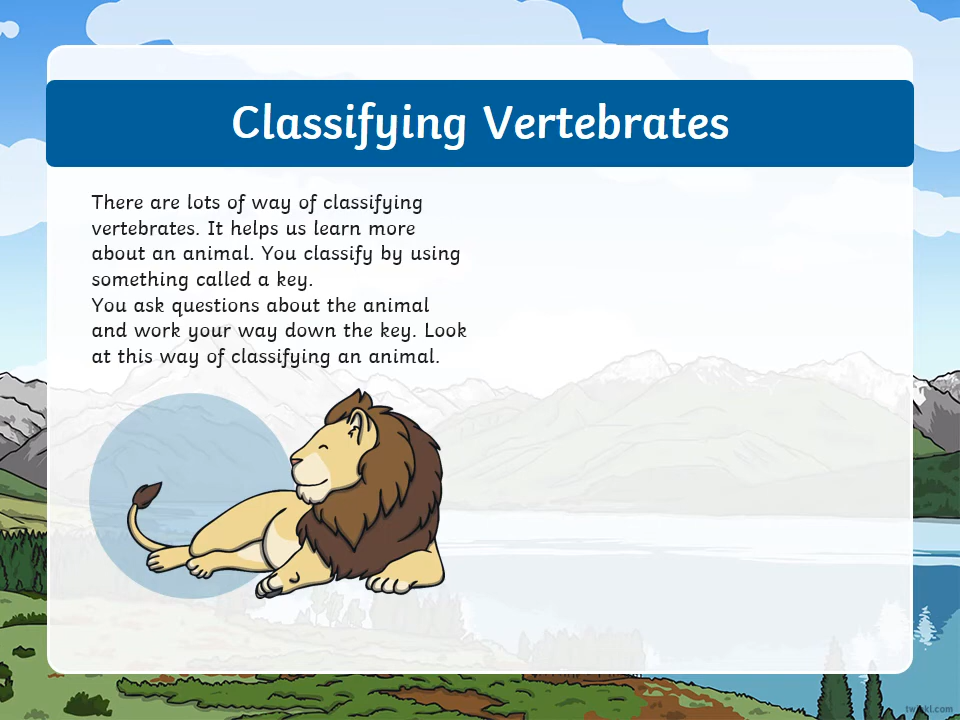 Classifying Vertebrates
There are lots of way of classifying
vertebrates. It helps us learn more
about an animal. You classify by using
something called a key.
You ask questions about the animal
and work your way down the key. Look
at this way of classifying an animal.
twinkl.com